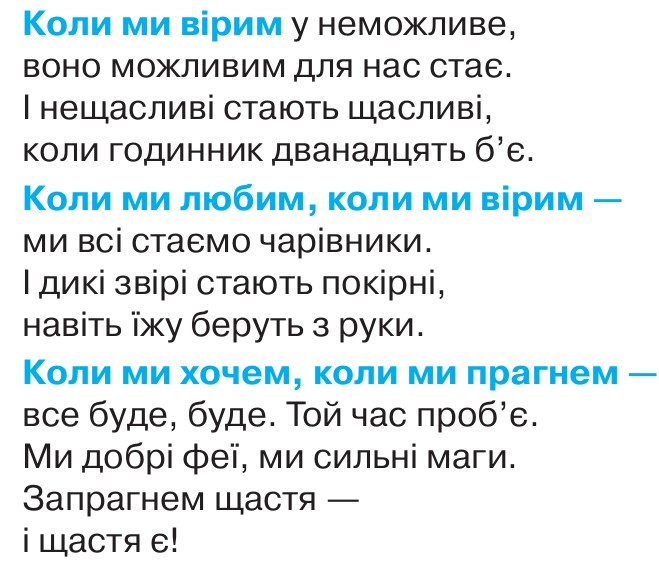 Коли ми вірим у неможливе,
воно можливим для нас стає.
І нещасливі стають щасливі,
коли годинник дванадцять б’є.
Коли ми любим, коли ми вірим —
ми всі стаємо чарівники.
І дикі звірі стають покірні,
навіть їжу беруть з руки.
Коли ми хочем, коли ми прагнем —
все буде, буде. Той час проб’є.
Ми добрі феї, ми сильні маги.
Запрагнем щастя —
і щастя є!